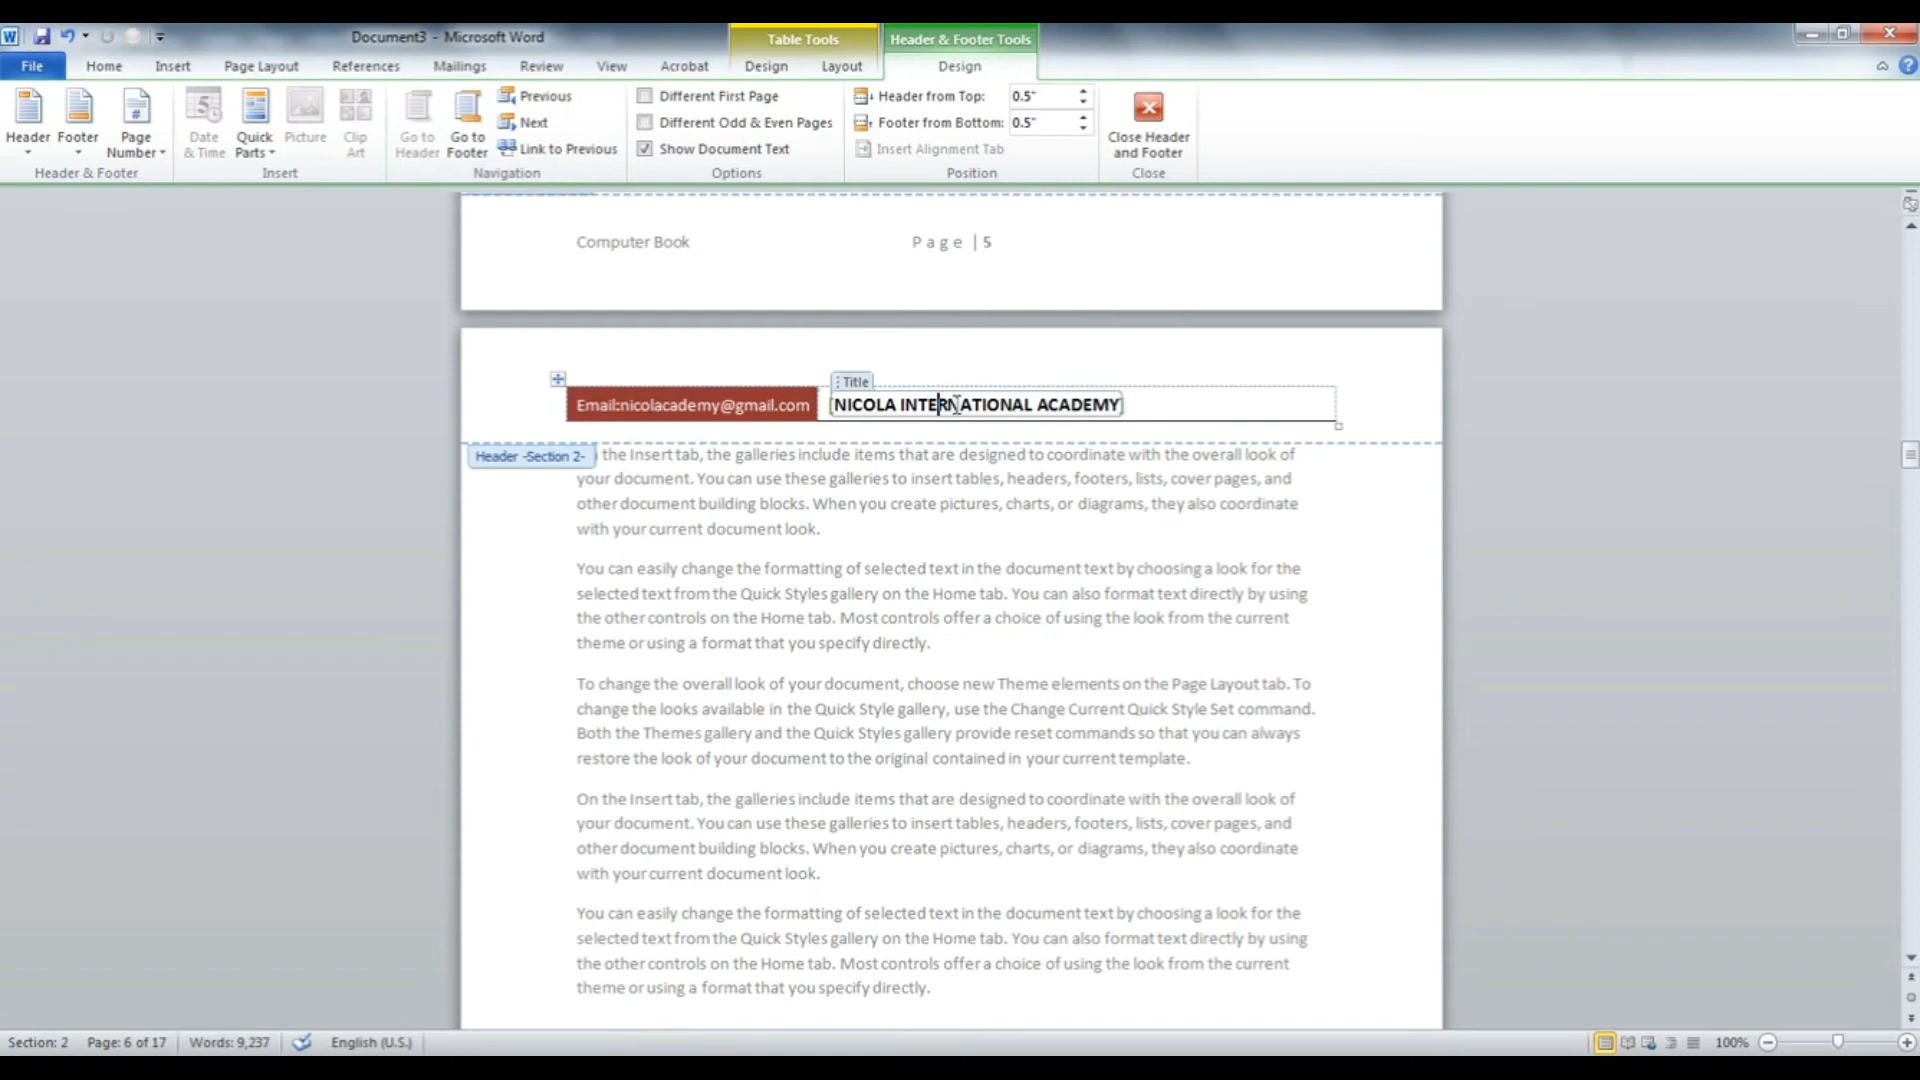 Document3 - Microsoft Word
Table Tools
Header & Footer Tools
File Home Insert Page Layout References Mailings Review View Acrobat Design Layout Design
Header
Footer
Page Number
Header & Footer
Date & Time
Quick Parts
Picture
Clip Art
Insert
Go to Header
Go to Footer
Previous
Next
Link to Previous
Navigation
Different First Page
Different Odd & Even Pages
Show Document Text
Options
Header from Top: 0.5"
Footer from Bottom: 0.5"
Insert Alignment Tab
Position
Close Header and Footer
Close
Computer Book Page | 5
Title
Email:nicolacademy@gmail.com NICOLA INTERNATIONAL ACADEMY
Header -Section 2-
the Insert tab, the galleries include items that are designed to coordinate with the overall look of
your document. You can use these galleries to insert tables, headers, footers, lists, cover pages, and
other document building blocks. When you create pictures, charts, or diagrams, they also coordinate
with your current document look.
You can easily change the formatting of selected text in the document text by choosing a look for the
selected text from the Quick Styles gallery on the Home tab. You can also format text directly by using
the other controls on the Home tab. Most controls offer a choice of using the look from the current
theme or using a format that you specify directly.
To change the overall look of your document, choose new Theme elements on the Page Layout tab. To
change the looks available in the Quick Style gallery, use the Change Current Quick Style Set command.
Both the Themes gallery and the Quick Styles gallery provide reset commands so that you can always
restore the look of your document to the original contained in your current template.
On the Insert tab, the galleries include items that are designed to coordinate with the overall look of
your document. You can use these galleries to insert tables, headers, footers, lists, cover pages, and
other document building blocks. When you create pictures, charts, or diagrams, they also coordinate
with your current document look.
You can easily change the formatting of selected text in the document text by choosing a look for the
selected text from the Quick Styles gallery on the Home tab. You can also format text directly by using
the other controls on the Home tab. Most controls offer a choice of using the look from the current
theme or using a format that you specify directly.
Section: 2 Page: 6 of 17 Words: 9,237 English (U.S.) 100%